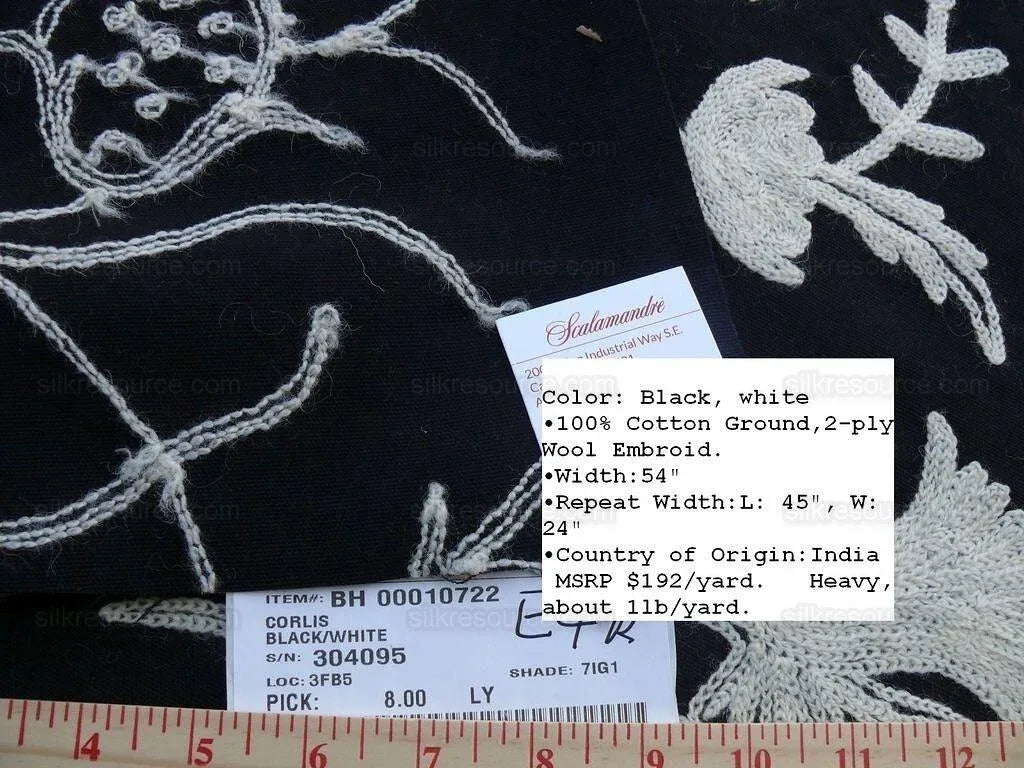 silkresource.com
Scalamandré
Industrial Way S.E.
Color: Black, white
•100% Cotton Ground,2-ply
Wool Embroid.
•Width:54"
•Repeat Width:L: 45", W:
24"
•Country of Origin:India
MSRP $192/yard. Heavy,
about 1lb/yard.
ITEM#: BH 00010722
CORLIS
BLACK/WHITE
S/N: 304095
LOC: 3FB5
SHADE: 7IG1
PICK: 8.00 LY
4 5 6 7 8 9 10 11 12